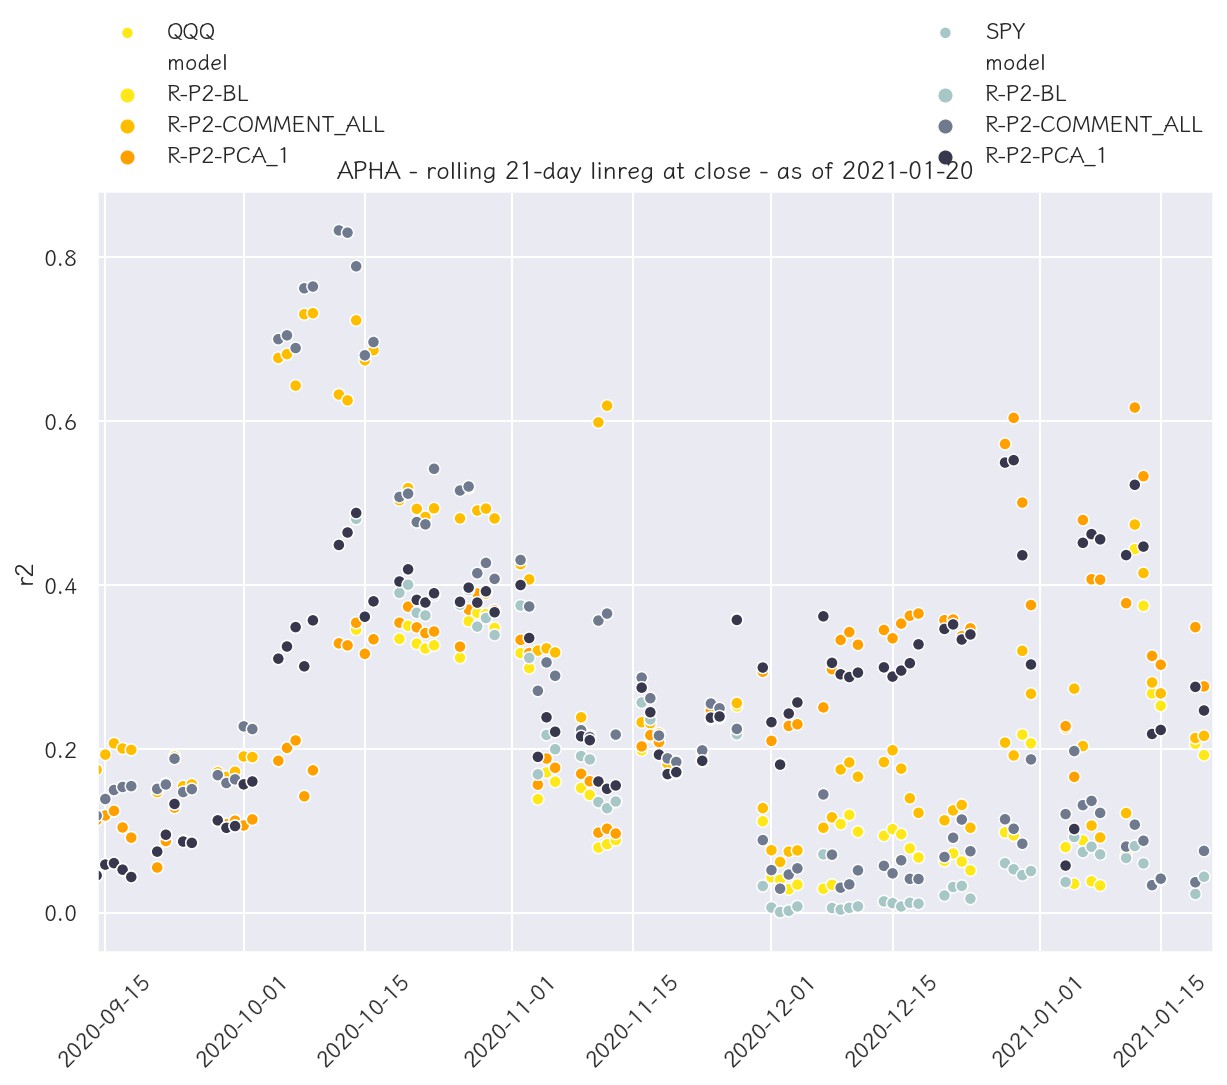 QQQ
model
R-P2-BL
R-P2-COMMENT_ALL
R-P2-PCA_1
SPY
model
R-P2-BL
R-P2-COMMENT_ALL
R-P2-PCA_1
APHA - rolling 21-day linreg at close - as of 2021-01-20
r2
0.8
0.6
0.4
0.2
0.0
2020-09-15
2020-10-01
2020-10-15
2020-11-01
2020-11-15
2020-12-01
2020-12-15
2021-01-01
2021-01-15